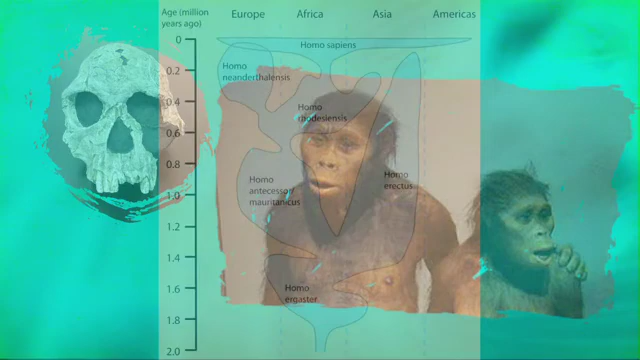 Age (million
years ago)
Europe
Africa
Asia
Americas
0
Homo sapiens
Homo
neanderthalensis
0.2
0.4
Homo
rhodesiensis
0.6
0.8
Homo
antecessor/
mauritanicus
Homo
erectus
1.0
1.2
1.4
1.6
Homo
ergaster
1.8
2.0